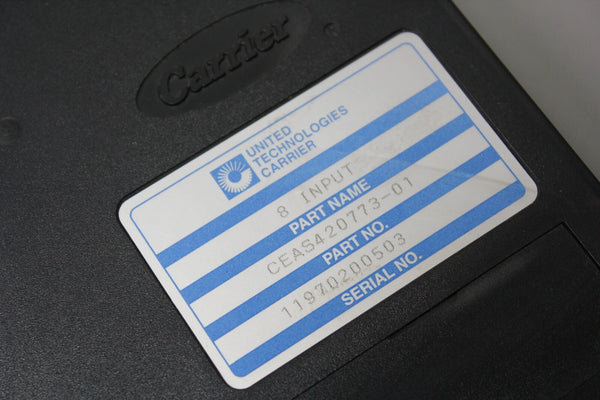 Carrier
UNITED
TECHNOLOGIES
CARRIER
8 INPUT
PART NAME
CEAS420773-01
PART NO.
11970200503
SERIAL NO.